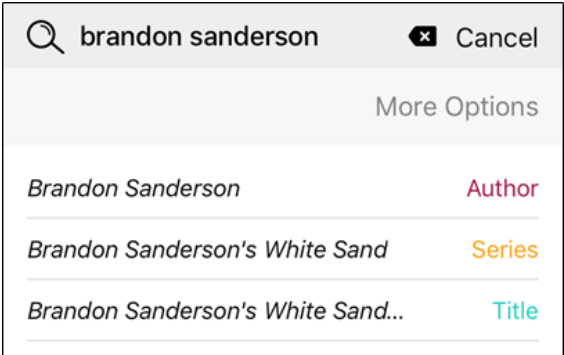 brandon sanderson Cancel
More Options
Brandon Sanderson Author
Brandon Sanderson's White Sand Series
Brandon Sanderson's White Sand... Title